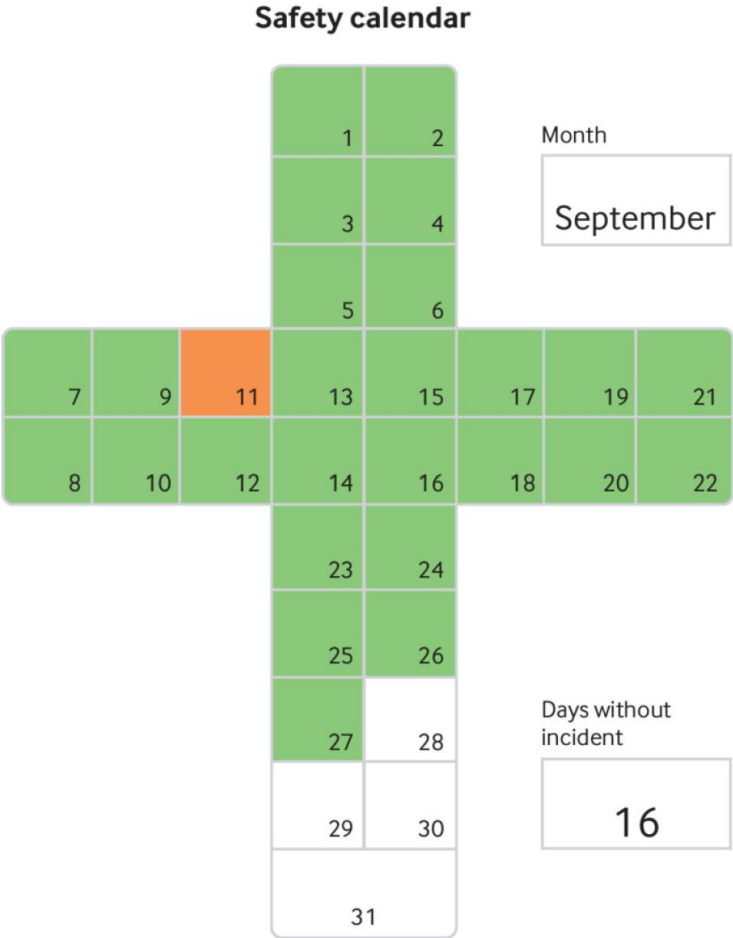 Safety calendar
1 2
Month
3 4
September
5 6
7 9 11 13 15 17 19 21
8 10 12 14 16 18 20 22
23 24
25 26
Days without
incident
27 28
16
29 30
31